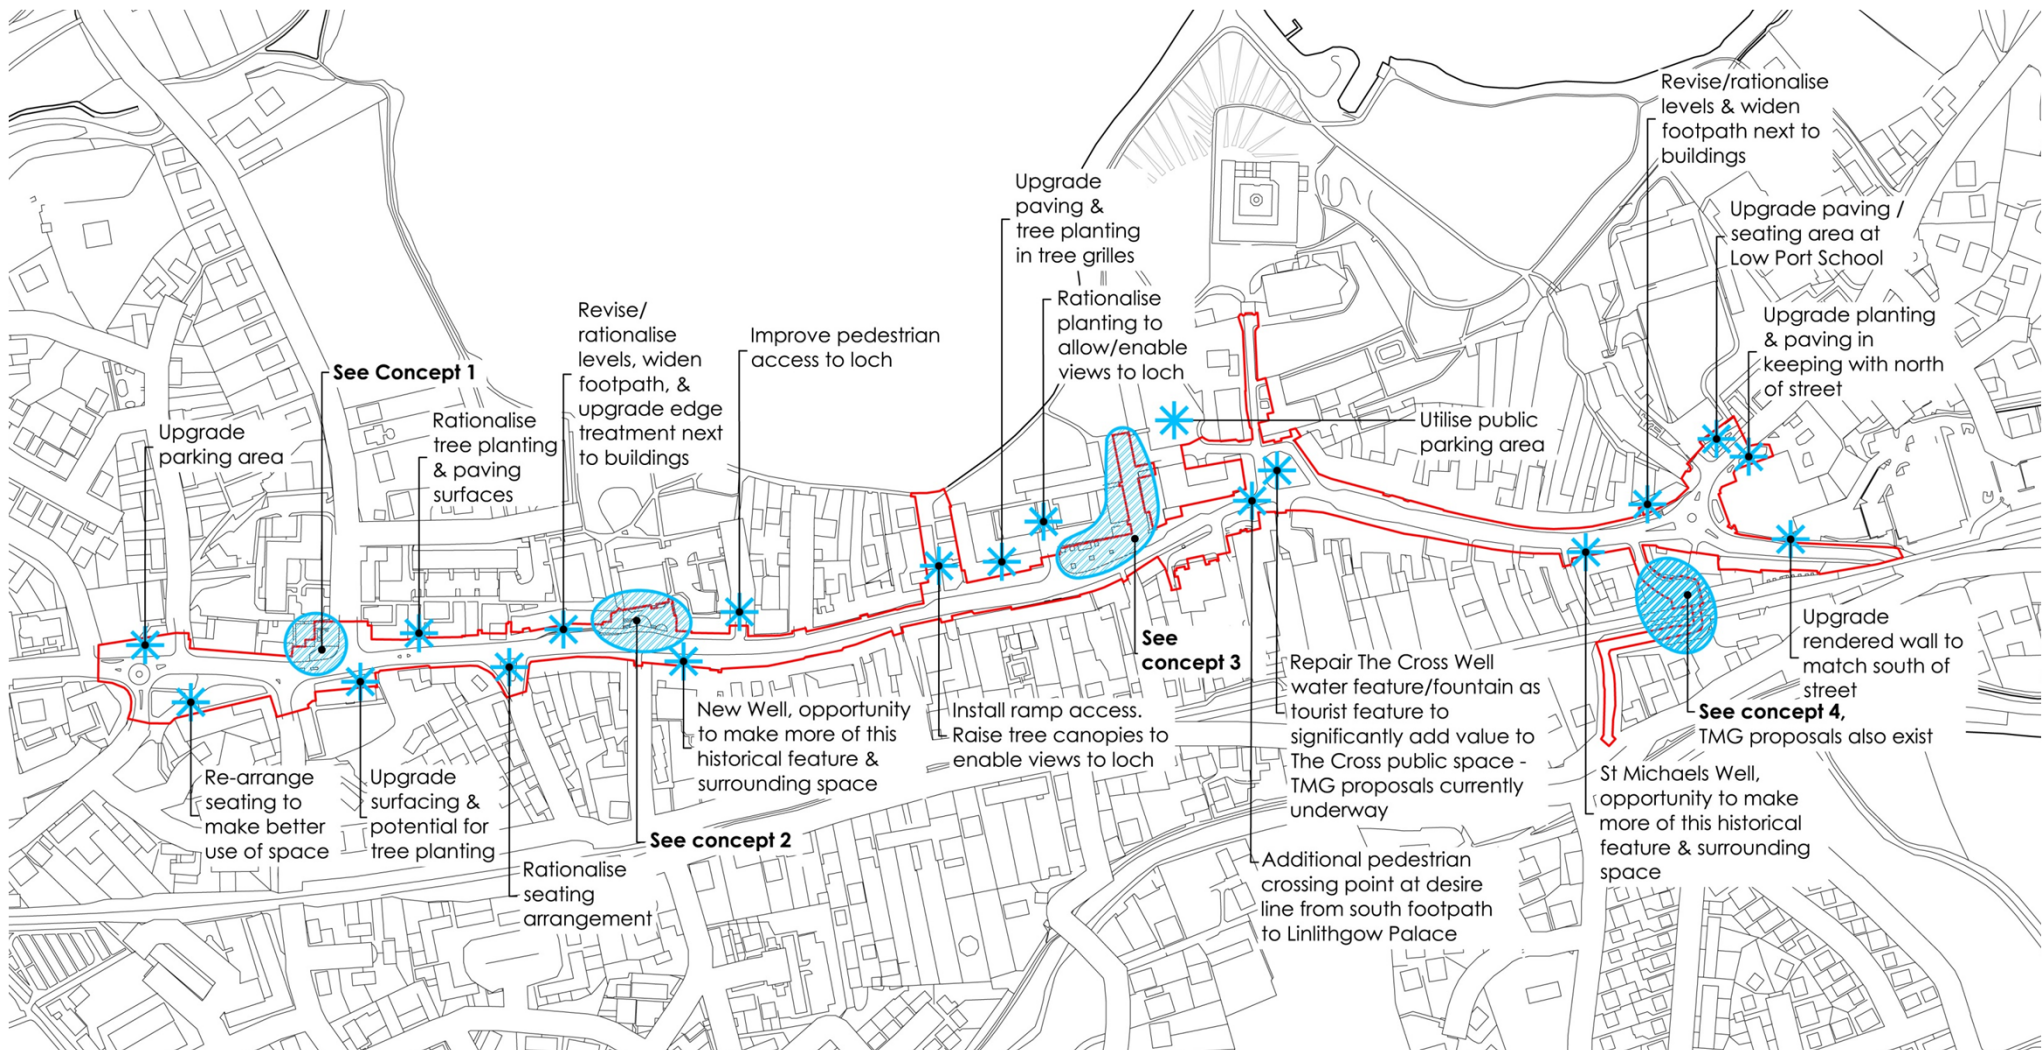 Revise/rationalise
levels & widen
footpath next to
buildings
Upgrade
paving &
tree planting
in tree grilles
Upgrade paving /
seating area at
Low Port School
Rationalise
planting to
allow/enable
views to loch
Upgrade planting
& paving in
keeping with north
of street
Revise/
rationalise
levels, widen
footpath, &
upgrade edge
treatment next
to buildings
Improve pedestrian
access to loch
See Concept 1
Rationalise
tree planting
& paving
surfaces
Upgrade
parking area
Utilise public
parking area
Upgrade
rendered wall to
match south of
street
See
concept 3
Repair The Cross Well
water feature/fountain as
tourist feature to
significantly add value to
The Cross public space -
TMG proposals currently
underway
New Well, opportunity
to make more of this
historical feature &
surrounding space
Install ramp access.
Raise tree canopies to
enable views to loch
See concept 4,
TMG proposals also exist
Re-arrange
seating to
make better
use of space
Upgrade
surfacing &
potential for
tree planting
St Michaels Well,
opportunity to make
more of this historical
feature & surrounding
space
See concept 2
Rationalise
seating
arrangement
Additional pedestrian
crossing point at desire
line from south footpath
to Linlithgow Palace